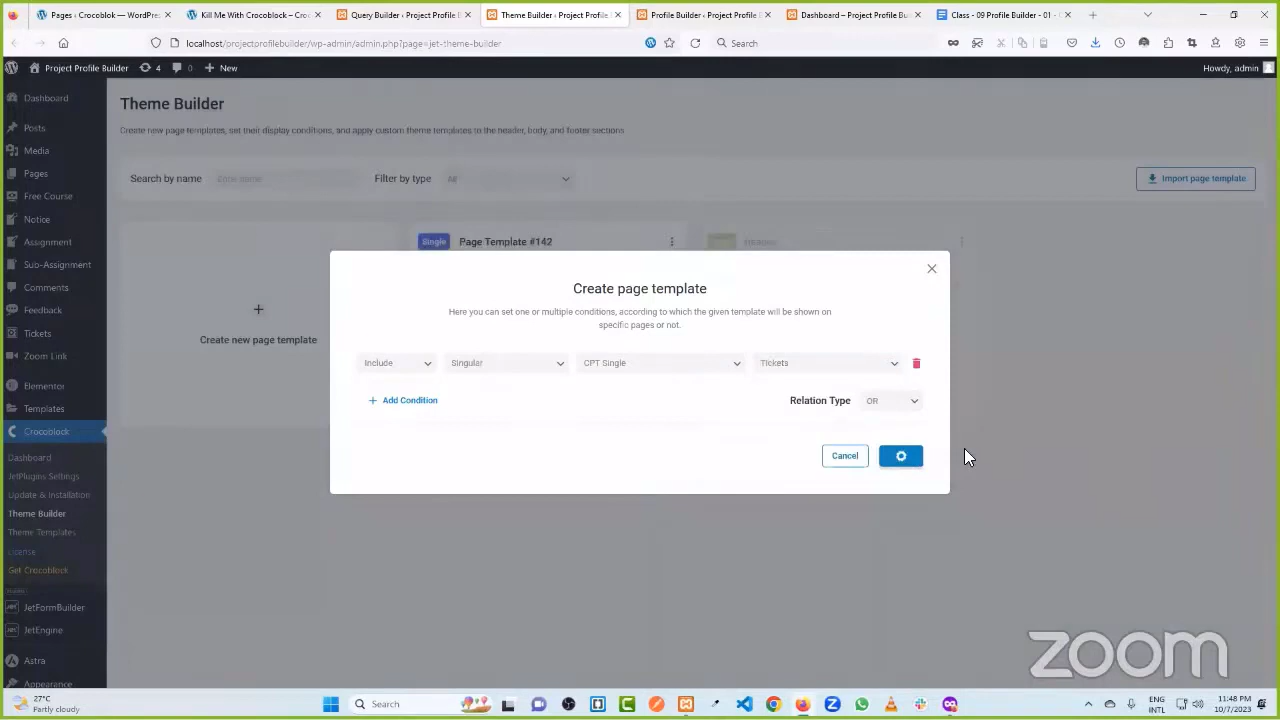 Pages ‹ Crocoblok — WordPres
Kill Me With Crocoblock – Croc
Query Builder ‹ Project Profile
Theme Builder ‹ Project Profile
Profile Builder ‹ Project Profile
Dashboard – Profile Builder ‹ Au
Class - 09 Profile Builder - 01 -
localhost/projectprofilebuilder/wp-admin/admin.php?page=jet-theme-builder
Search
Project Profile Builder
4
0
New
Howdy, admin
Dashboard
Posts
Media
Pages
Free Course
Notice
Assignment
Sub-Assignment
Comments
Feedback
Tickets
Zoom Link
Elementor
Templates
Crocoblock
Dashboard
JetPlugins Settings
Update & Installation
Theme Builder
Theme Templates
License
Get Crocoblock
JetFormBuilder
JetEngine
Astra
Appearance
Theme Builder
Create new page templates, set their display conditions, and apply custom theme templates to the header, body, and footer sections
Search by name
Enter name
Filter by type
All
Import page template
Create new page template
Single
Page Template #142
Header
Create page template
Here you can set one or multiple conditions, according to which the given template will be shown on
specific pages or not.
Include
Singular
CPT Single
Tickets
Add Condition
Relation Type
OR
Cancel
zoom
27°C
Partly cloudy
Search
ENG
INTL
11:48 PM
10/7/2023